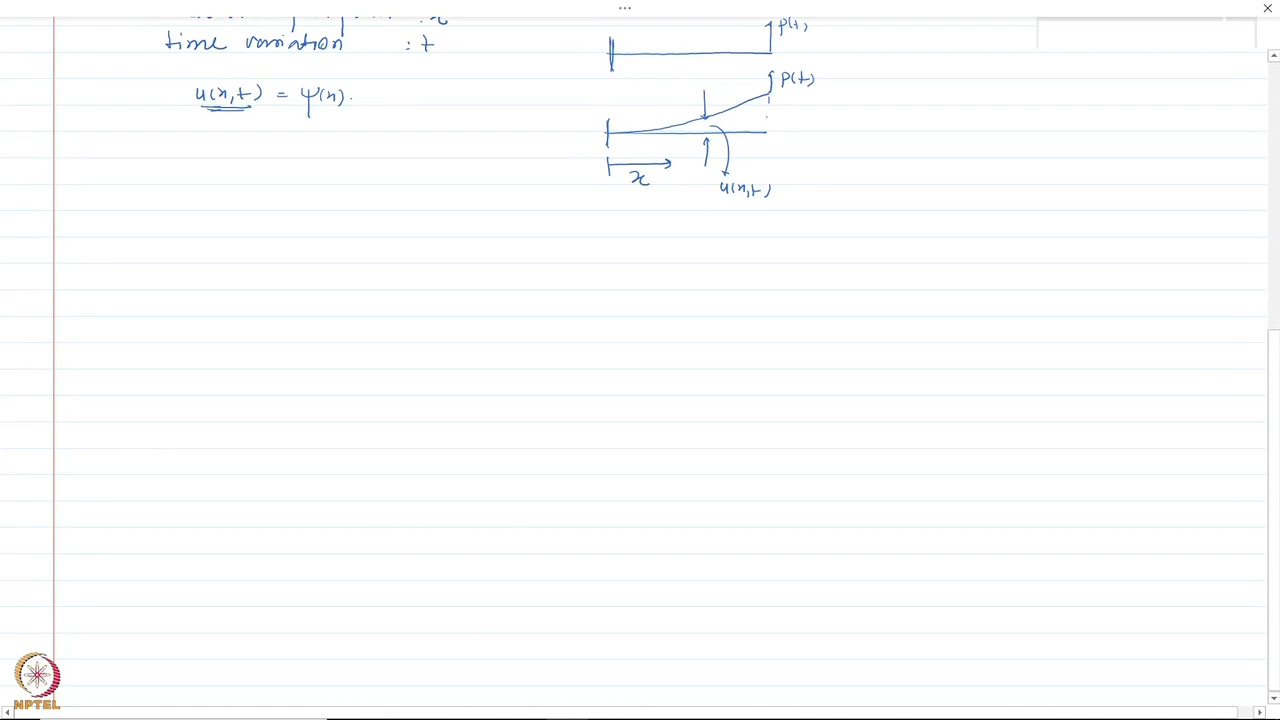 time variation : t
p(t)
p(t)
u(x,t) = ψ(x).
x
u(x,t)
NPTEL